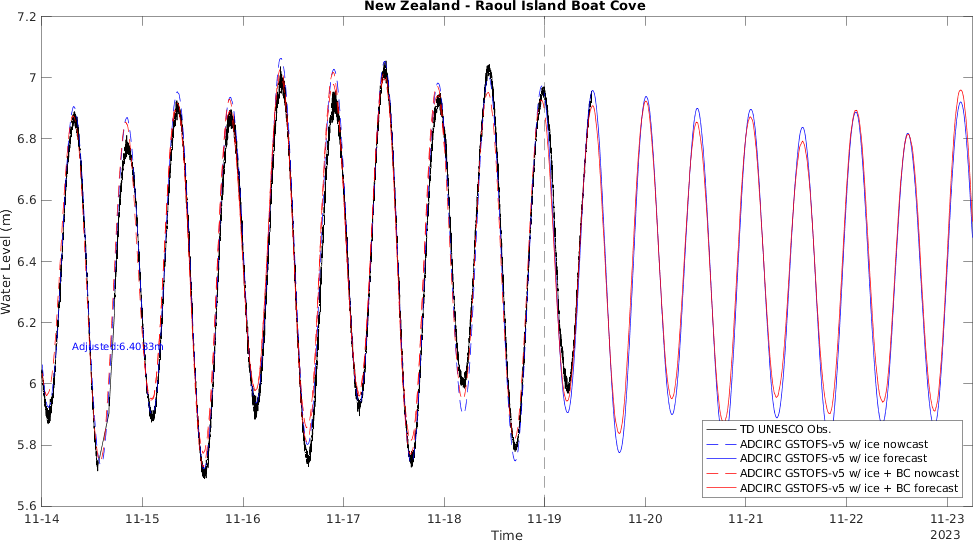 New Zealand - Raoul Island Boat Cove
Water Level (m)
7.2
7
6.8
6.6
6.4
6.2
6
5.8
5.6
Adjusted:6.4033m
TD UNESCO Obs.
ADCIRC GSTOFS-v5 w/ ice nowcast
ADCIRC GSTOFS-v5 w/ ice forecast
ADCIRC GSTOFS-v5 w/ ice + BC nowcast
ADCIRC GSTOFS-v5 w/ ice + BC forecast
11-14 11-15 11-16 11-17 11-18 11-19 11-20 11-21 11-22 11-23
Time 2023